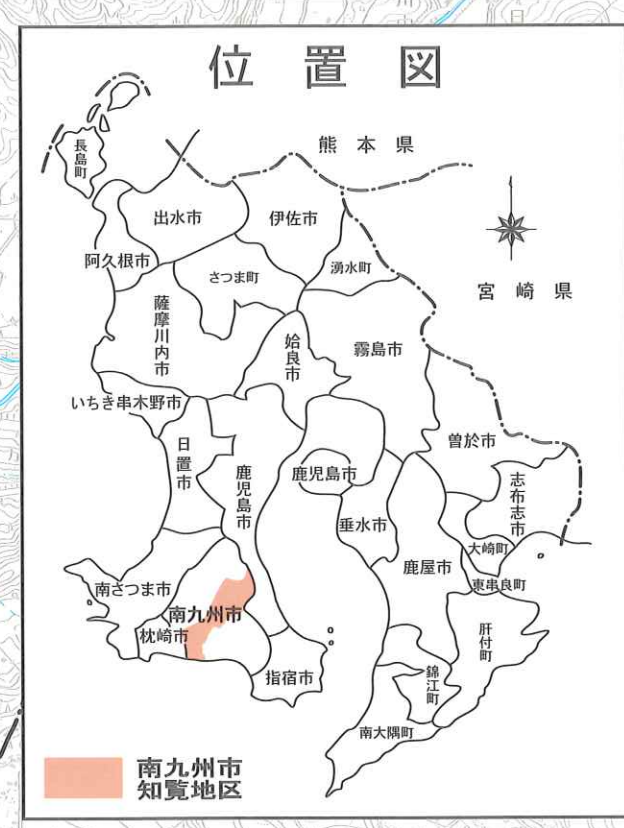 位置図
熊本県
長島町
出水市
伊佐市
阿久根市
さつま町
湧水町
宮崎県
薩摩川内市
姶良市
霧島市
いちき串木野市
日置市
鹿児島市
鹿児島市
曽於市
志布志市
垂水市
大崎町
鹿屋市
東串良町
南さつま市
南九州市
枕崎市
肝付町
指宿市
錦江町
南大隅町
南九州市
知覧地区